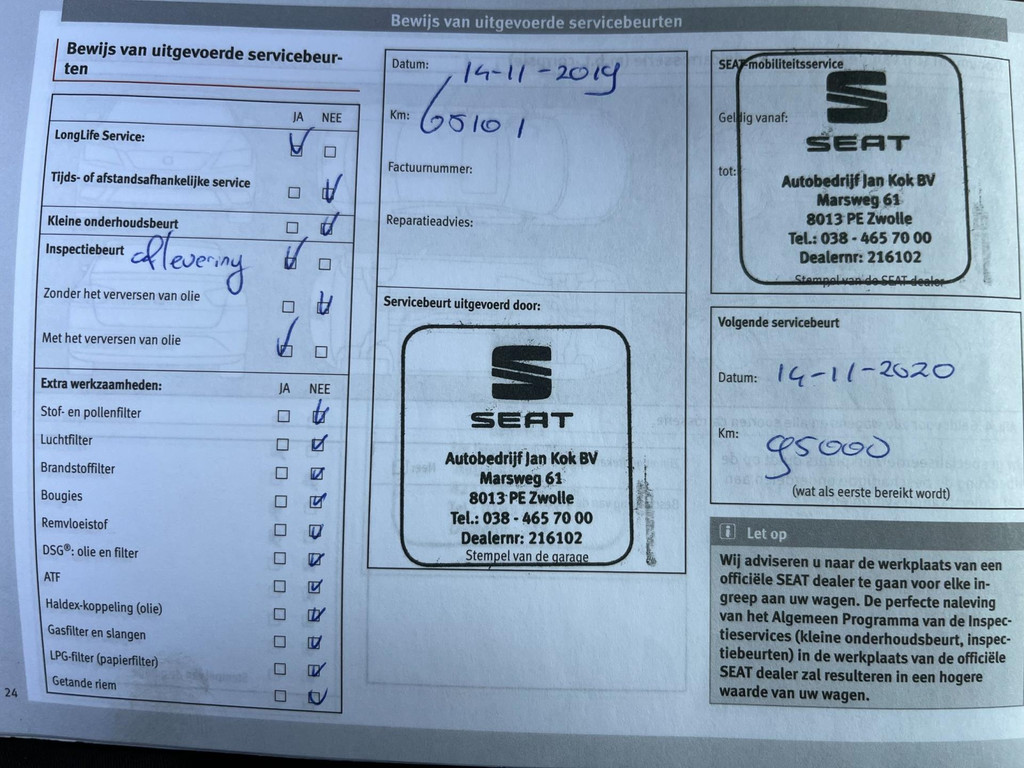 Bewijs van uitgevoerde servicebeurten
Bewijs van uitgevoerde servicebeur-
ten
JA NEE
LongLife Service:
Tijds- of afstandsafhankelijke service
Kleine onderhoudsbeurt
Inspectiebeurt aflevering
Zonder het verversen van olie
Met het verversen van olie
Extra werkzaamheden: JA NEE
Stof- en pollenfilter
Luchtfilter
Brandstoffilter
Bougies
Remvloeistof
DSG®: olie en filter
ATF
Haldex-koppeling (olie)
Gasfilter en slangen
LPG-filter (papierfilter)
Getande riem
24
Datum: 14-11-2019
Km: 65101
Factuurnummer:
Reparatieadvies:
Servicebeurt uitgevoerd door:
SEAT
Autobedrijf Jan Kok BV
Marsweg 61
8013 PE Zwolle
Tel.: 038 - 465 70 00
Dealernr: 216102
Stempel van de garage
SEAT-mobiliteitsservice
Geldig vanaf:
SEAT
tot:
Autobedrijf Jan Kok BV
Marsweg 61
8013 PE Zwolle
Tel.: 038 - 465 70 00
Dealernr: 216102
Stempel van de SEAT dealer
Volgende servicebeurt
Datum: 14-11-2020
Km: 95000
(wat als eerste bereikt wordt)
i Let op
Wij adviseren u naar de werkplaats van een
officiële SEAT dealer te gaan voor elke in-
greep aan uw wagen. De perfecte naleving
van het Algemeen Programma van de Inspec-
tieservices (kleine onderhoudsbeurt, inspec-
tiebeurten) in de werkplaats van de officiële
SEAT dealer zal resulteren in een hogere
waarde van uw wagen.